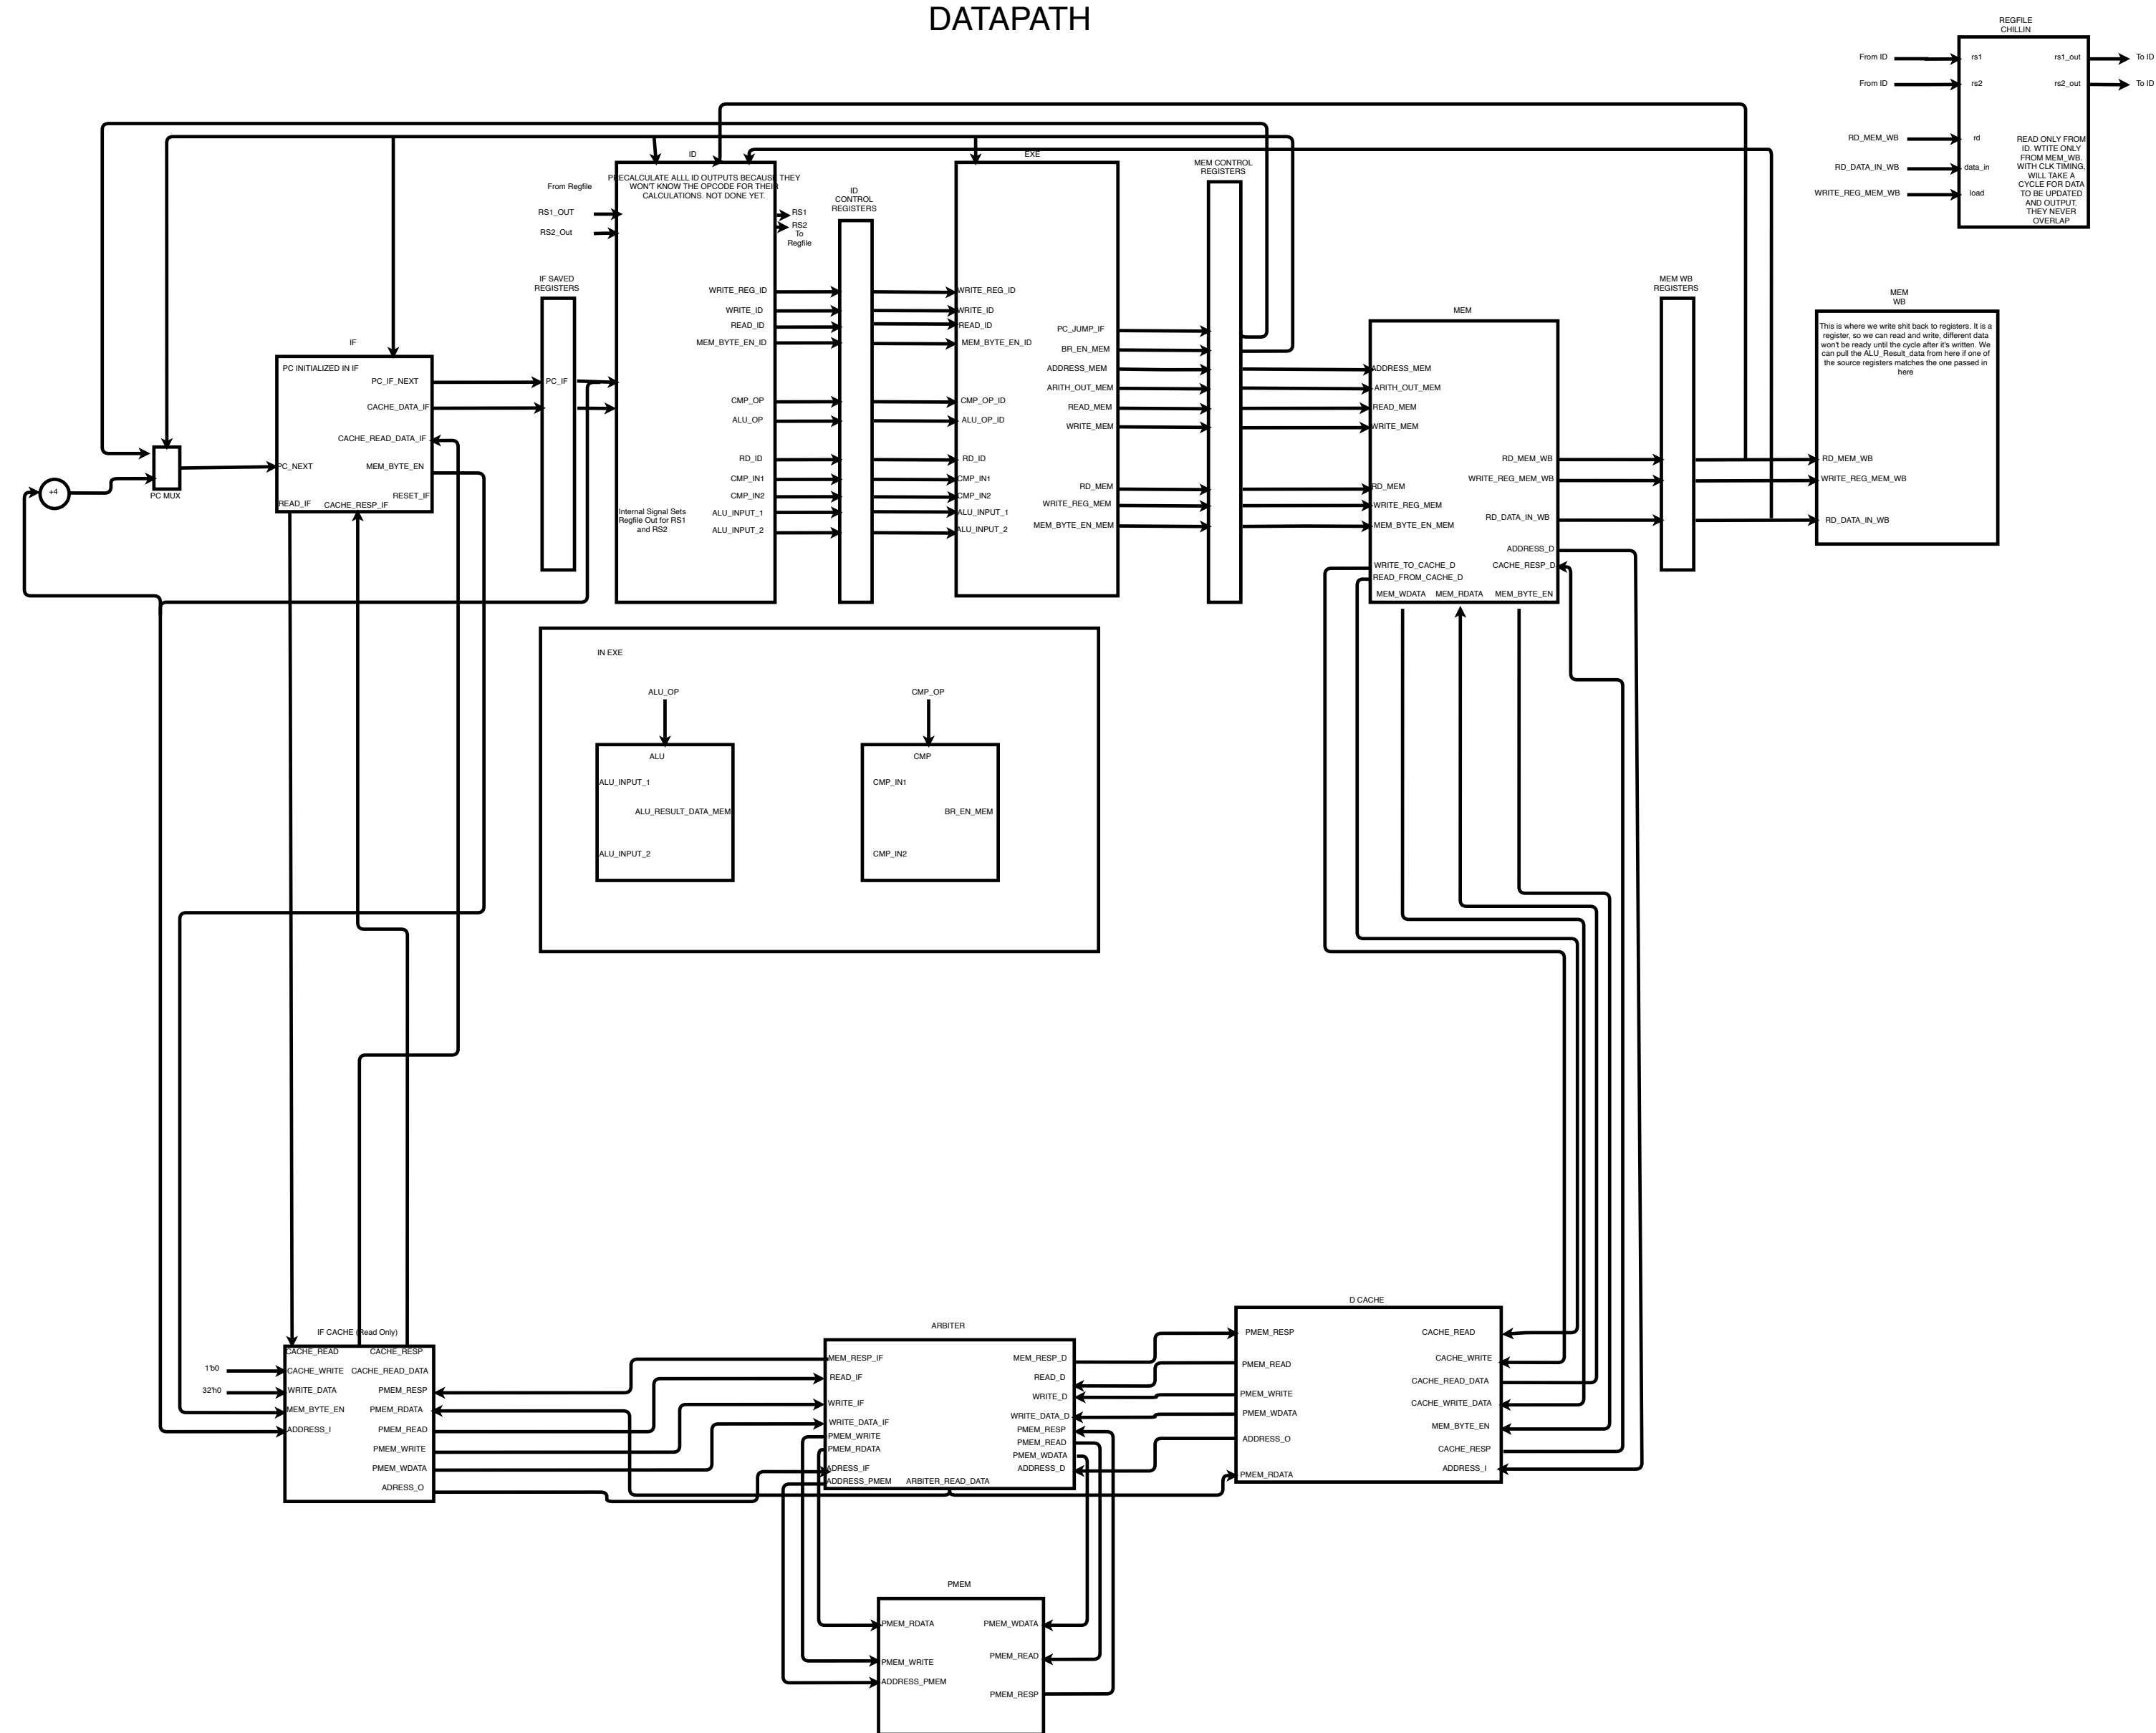 DATAPATH
REGFILE
CHILLIN
From ID
rs1
rs1_out
To ID
From ID
rs2
rs2_out
To ID
RD_MEM_WB
rd
RD_DATA_IN_WB
data_in
WRITE_REG_MEM_WB
load
READ ONLY FROM
ID. WTITE ONLY
FROM MEM_WB.
WITH CLK TIMING,
WILL TAKE A
CYCLE FOR DATA
TO BE UPDATED
AND OUTPUT.
THEY NEVER
OVERLAP
+4
PC MUX
IF
PC INITIALIZED IN IF
PC_IF_NEXT
CACHE_DATA_IF
CACHE_READ_DATA_IF
PC_NEXT
MEM_BYTE_EN
RESET_IF
READ_IF
CACHE_RESP_IF
IF SAVED
REGISTERS
PC_IF
From Regfile
RS1_OUT
RS2_Out
ID
PRECALCULATE ALLL ID OUTPUTS BECAUSE THEY
WON'T KNOW THE OPCODE FOR THEIR
CALCULATIONS. NOT DONE YET.
RS1
RS2
To
Regfile
WRITE_REG_ID
WRITE_ID
READ_ID
MEM_BYTE_EN_ID
CMP_OP
ALU_OP
RD_ID
CMP_IN1
CMP_IN2
ALU_INPUT_1
ALU_INPUT_2
Internal Signal Sets
Regfile Out for RS1
and RS2
ID
CONTROL
REGISTERS
EXE
WRITE_REG_ID
WRITE_ID
READ_ID
MEM_BYTE_EN_ID
CMP_OP_ID
ALU_OP_ID
RD_ID
CMP_IN1
CMP_IN2
ALU_INPUT_1
ALU_INPUT_2
PC_JUMP_IF
BR_EN_MEM
ADDRESS_MEM
ARITH_OUT_MEM
READ_MEM
WRITE_MEM
RD_MEM
WRITE_REG_MEM
MEM_BYTE_EN_MEM
MEM CONTROL
REGISTERS
MEM
ADDRESS_MEM
ARITH_OUT_MEM
READ_MEM
WRITE_MEM
RD_MEM
WRITE_REG_MEM
MEM_BYTE_EN_MEM
RD_MEM_WB
WRITE_REG_MEM_WB
RD_DATA_IN_WB
ADDRESS_D
WRITE_TO_CACHE_D
CACHE_RESP_D
READ_FROM_CACHE_D
MEM_WDATA
MEM_RDATA
MEM_BYTE_EN
MEM WB
REGISTERS
MEM
WB
This is where we write shit back to registers. It is a
register, so we can read and write, different data
won't be ready until the cycle after it's written. We
can pull the ALU_Result_data from here if one of
the source registers matches the one passed in
here
RD_MEM_WB
WRITE_REG_MEM_WB
RD_DATA_IN_WB
IN EXE
ALU_OP
CMP_OP
ALU
ALU_INPUT_1
ALU_RESULT_DATA_MEM
ALU_INPUT_2
CMP
CMP_IN1
BR_EN_MEM
CMP_IN2
IF CACHE (Read Only)
1'b0
32'h0
CACHE_READ
CACHE_RESP
CACHE_WRITE
CACHE_READ_DATA
WRITE_DATA
PMEM_RESP
MEM_BYTE_EN
PMEM_RDATA
ADDRESS_I
PMEM_READ
PMEM_WRITE
PMEM_WDATA
ADRESS_O
ARBITER
MEM_RESP_IF
MEM_RESP_D
READ_IF
READ_D
WRITE_IF
WRITE_D
WRITE_DATA_IF
WRITE_DATA_D
PMEM_WRITE
PMEM_RESP
PMEM_RDATA
PMEM_READ
PMEM_WDATA
ADRESS_IF
ADDRESS_D
ADDRESS_PMEM
ARBITER_READ_DATA
D CACHE
PMEM_RESP
CACHE_READ
PMEM_READ
CACHE_WRITE
CACHE_READ_DATA
PMEM_WRITE
CACHE_WRITE_DATA
PMEM_WDATA
MEM_BYTE_EN
ADDRESS_O
CACHE_RESP
PMEM_RDATA
ADDRESS_I
PMEM
PMEM_RDATA
PMEM_WDATA
PMEM_WRITE
PMEM_READ
ADDRESS_PMEM
PMEM_RESP